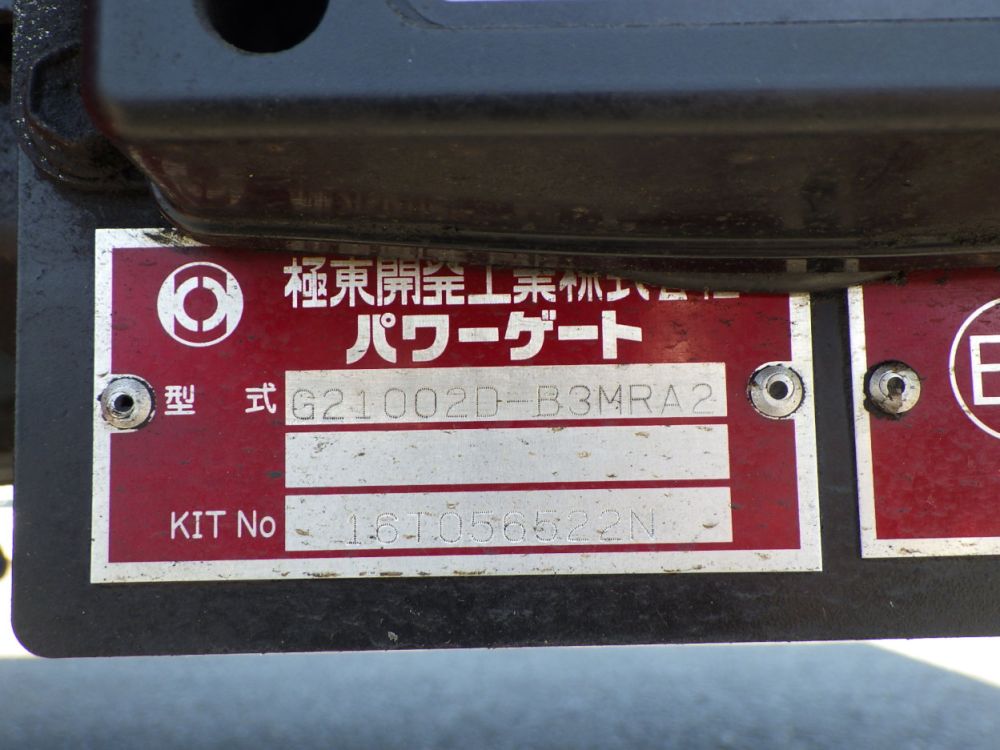 極東開発工業株式会社
パワーゲート
型 式 G21002D-B3MRA2
KIT No 16T056522N